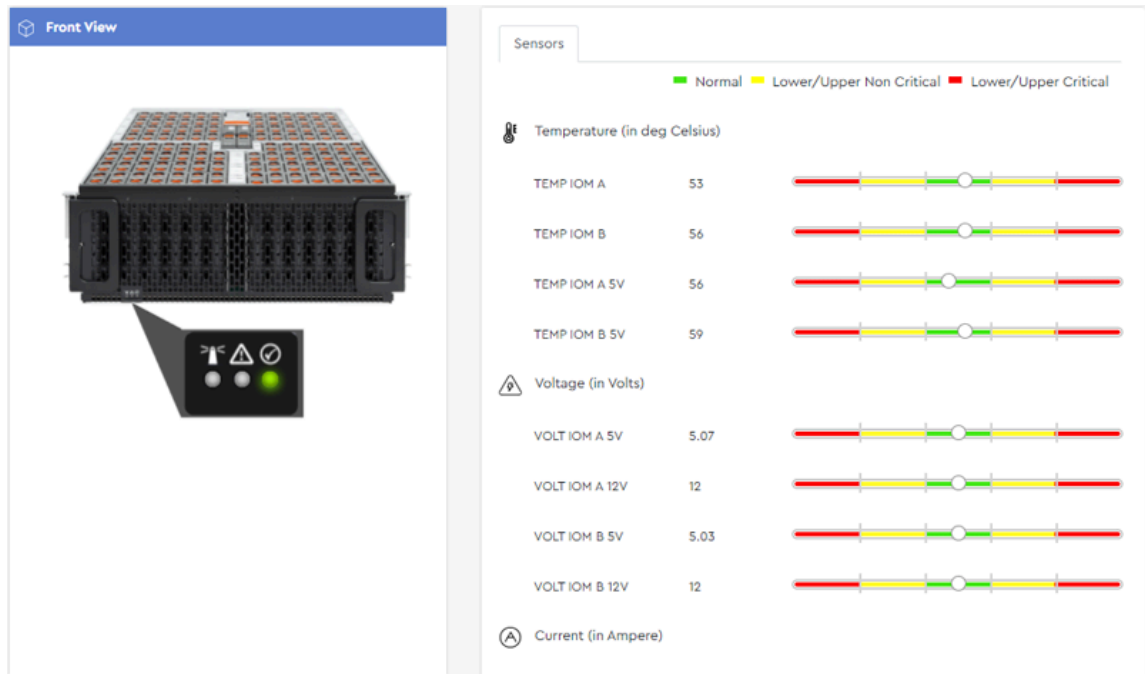 Front View
Sensors
Normal Lower/Upper Non Critical Lower/Upper Critical
Temperature (in deg Celsius)
TEMP IOM A 53
TEMP IOM B 56
TEMP IOM A 5V 56
TEMP IOM B 5V 59
Voltage (in Volts)
VOLT IOM A 5V 5.07
VOLT IOM A 12V 12
VOLT IOM B 5V 5.03
VOLT IOM B 12V 12
Current (in Ampere)